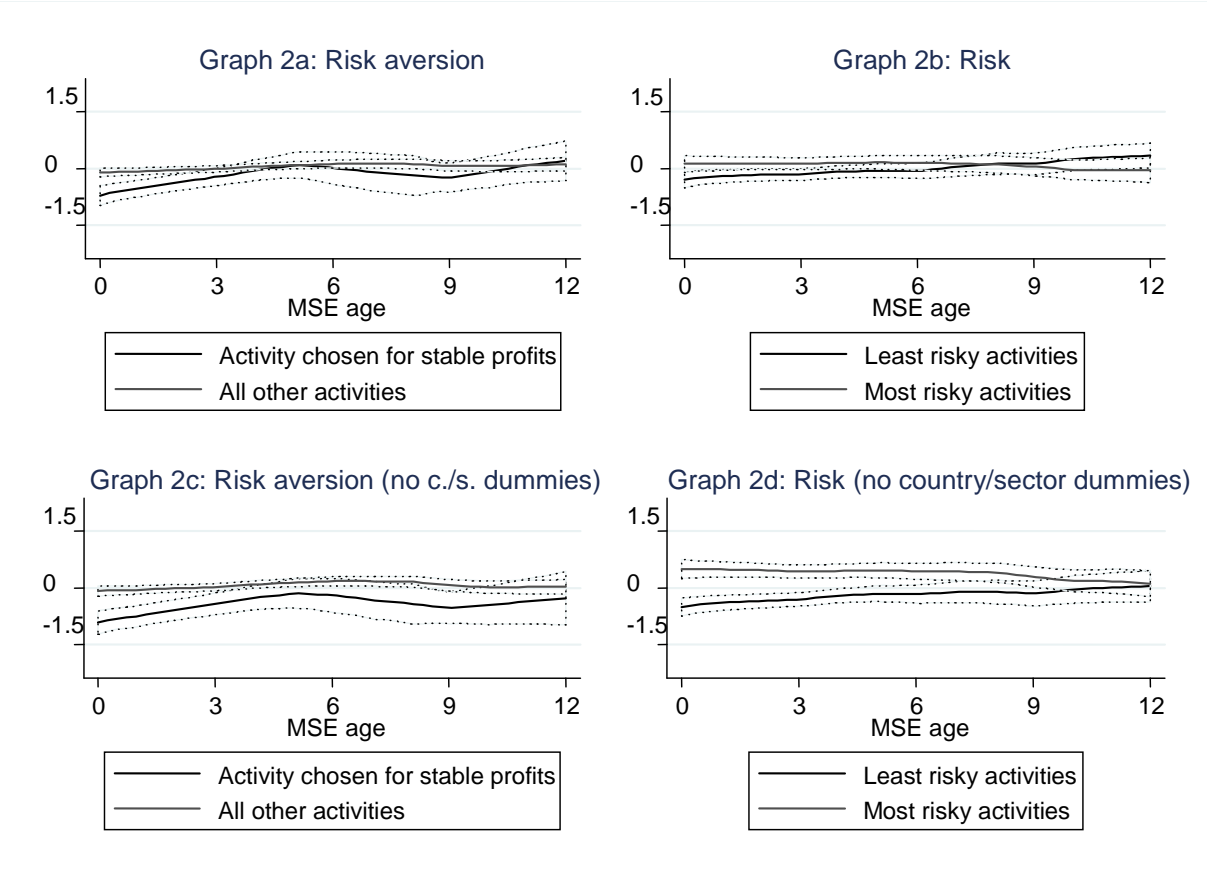 Graph 2a: Risk aversion
1.5
0
-1.5
0 3 6 9 12
MSE age
Activity chosen for stable profits
All other activities
Graph 2b: Risk
1.5
0
-1.5
0 3 6 9 12
MSE age
Least risky activities
Most risky activities
Graph 2c: Risk aversion (no c./s. dummies)
1.5
0
-1.5
0 3 6 9 12
MSE age
Activity chosen for stable profits
All other activities
Graph 2d: Risk (no country/sector dummies)
1.5
0
-1.5
0 3 6 9 12
MSE age
Least risky activities
Most risky activities